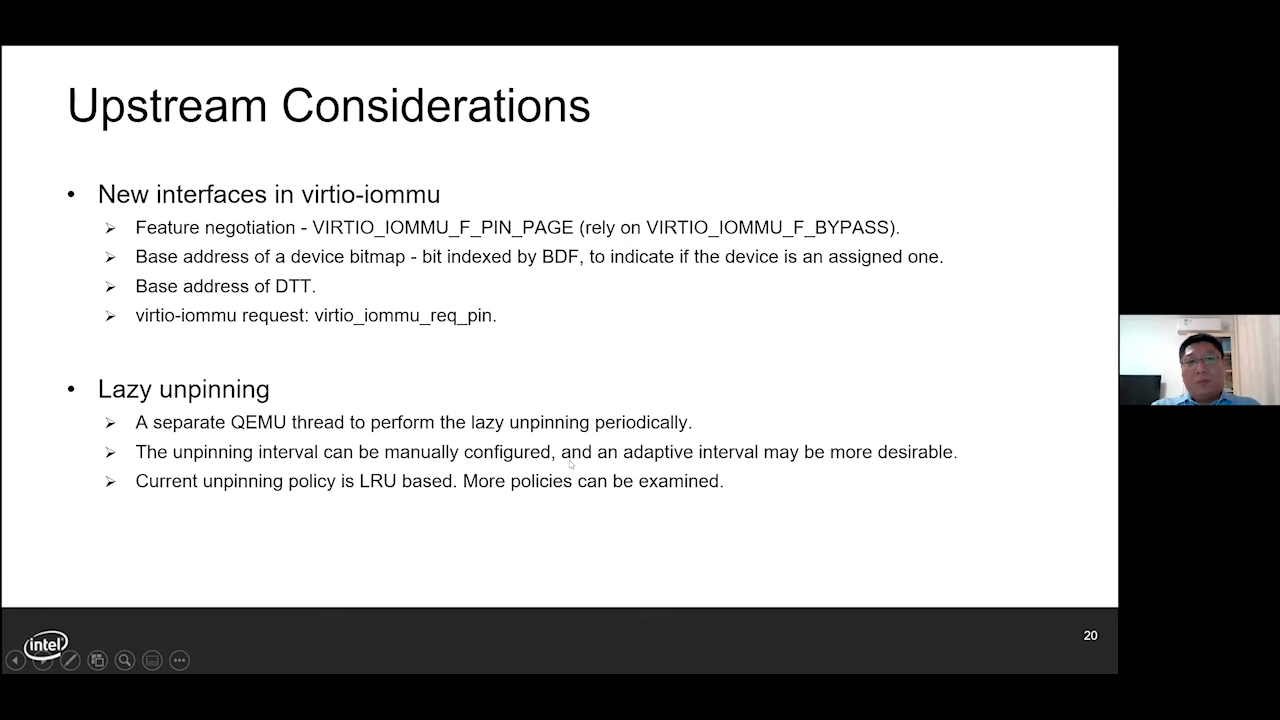 Upstream Considerations
• New interfaces in virtio-iommu
➢ Feature negotiation - VIRTIO_IOMMU_F_PIN_PAGE (rely on VIRTIO_IOMMU_F_BYPASS).
➢ Base address of a device bitmap - bit indexed by BDF, to indicate if the device is an assigned one.
➢ Base address of DTT.
➢ virtio-iommu request: virtio_iommu_req_pin.
• Lazy unpinning
➢ A separate QEMU thread to perform the lazy unpinning periodically.
➢ The unpinning interval can be manually configured, and an adaptive interval may be more desirable.
➢ Current unpinning policy is LRU based. More policies can be examined.
intel
20